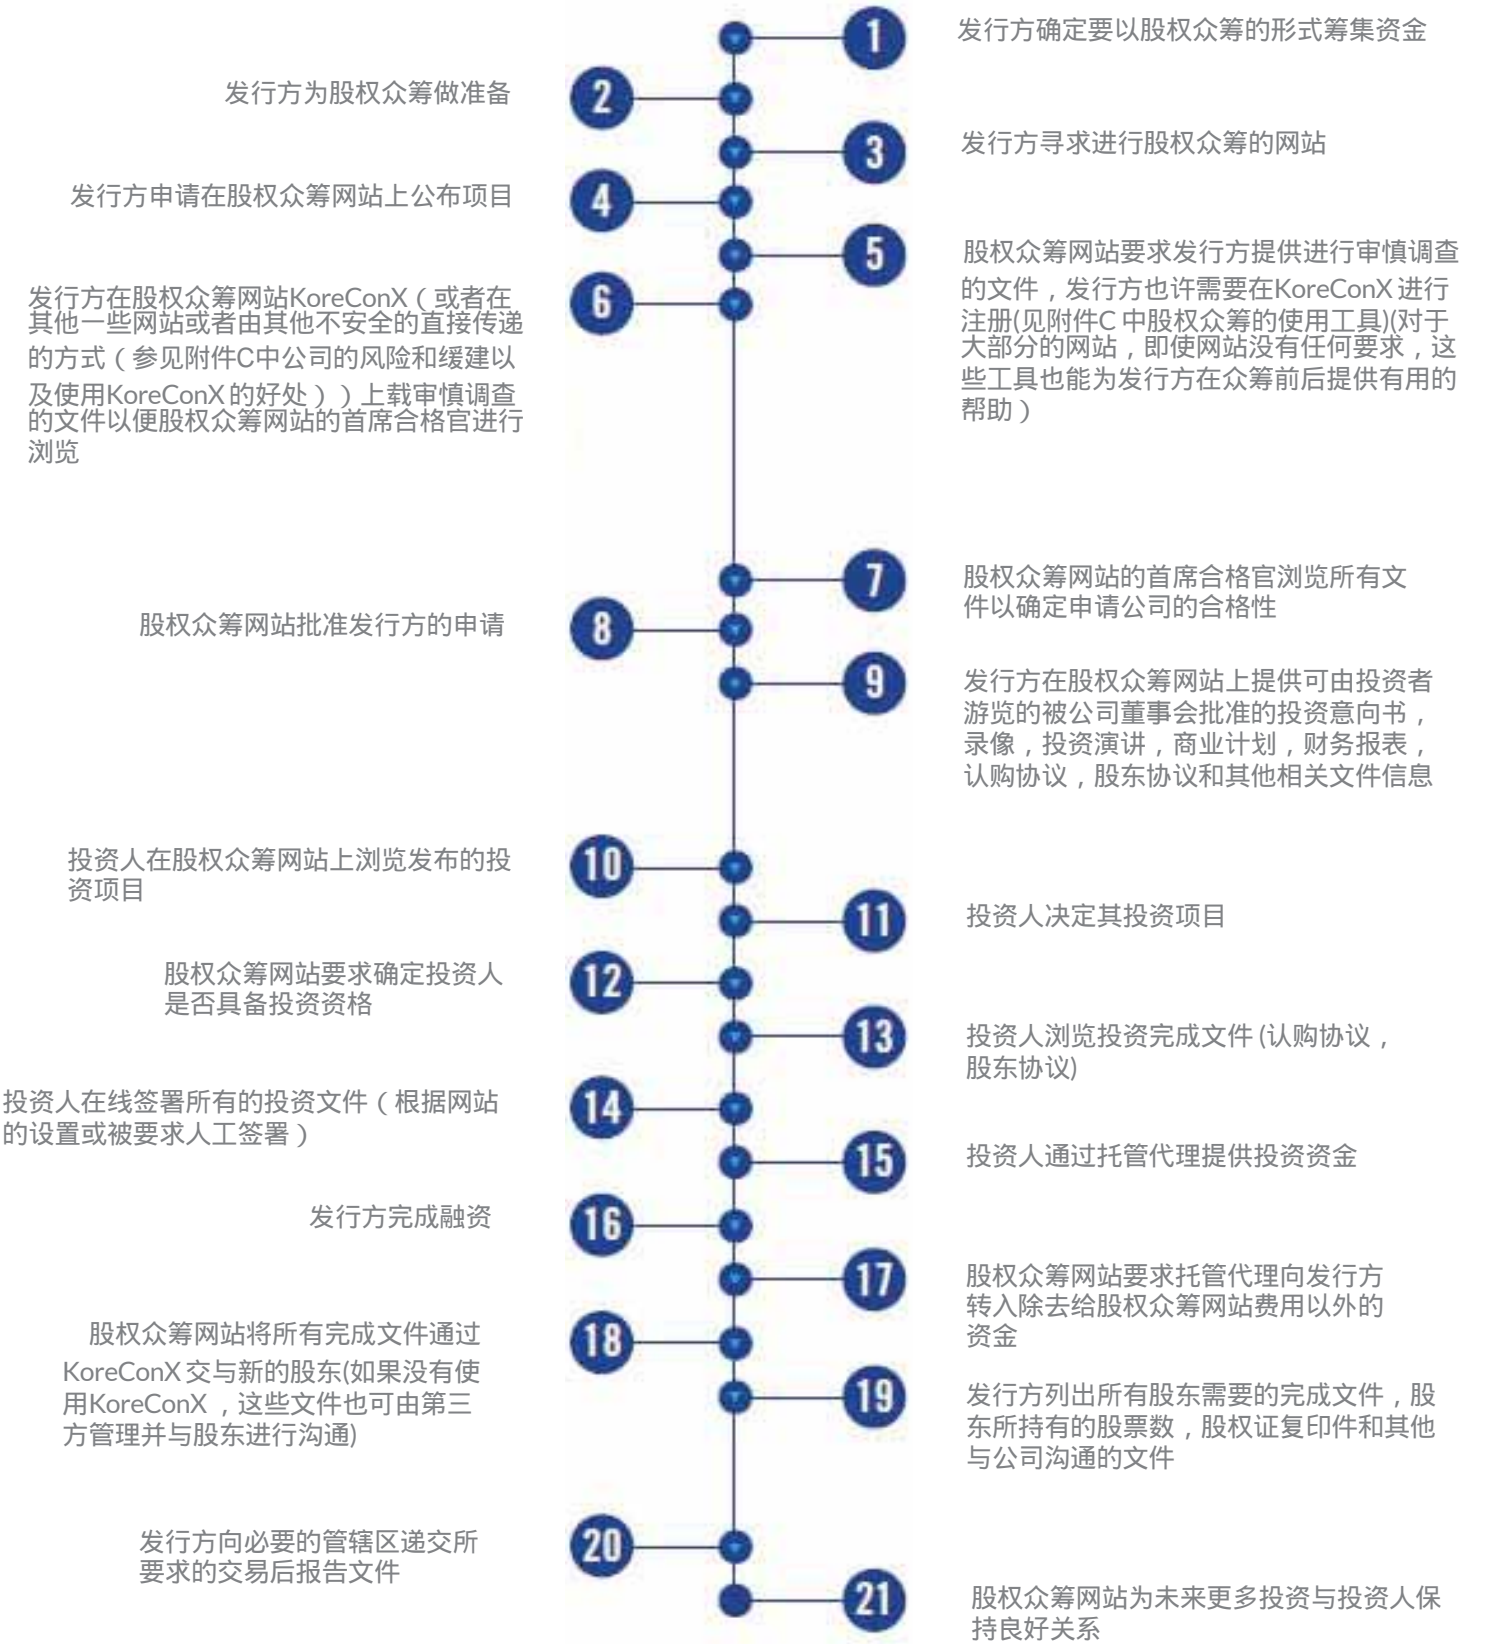 1
发行方确定要以股权众筹的形式筹集资金
2
发行方为股权众筹做准备
3
发行方寻求进行股权众筹的网站
4
发行方申请在股权众筹网站上公布项目
5
股权众筹网站要求发行方提供进行审慎调查
的文件，发行方也许需要在KoreConX 进行
注册(见附件C 中股权众筹的使用工具)(对于
大部分的网站，即使网站没有任何要求，这
些工具也能为发行方在众筹前后提供有用的
帮助）
6
发行方在股权众筹网站KoreConX（或者在
其他一些网站或者由其他不安全的直接传递
的方式（参见附件C中公司的风险和缓建以
及使用KoreConX 的好处））上载审慎调查
的文件以便股权众筹网站的首席合格官进行
浏览
7
股权众筹网站的首席合格官浏览所有文
件以确定申请公司的合格性
8
股权众筹网站批准发行方的申请
9
发行方在股权众筹网站上提供可由投资者
游览的被公司董事会批准的投资意向书，
录像，投资演讲，商业计划，财务报表，
认购协议，股东协议和其他相关文件信息
10
投资人在股权众筹网站上浏览发布的投
资项目
11
投资人决定其投资项目
12
股权众筹网站要求确定投资人
是否具备投资资格
13
投资人浏览投资完成文件 (认购协议，
股东协议)
14
投资人在线签署所有的投资文件（根据网站
的设置或被要求人工签署）
15
投资人通过托管代理提供投资资金
16
发行方完成融资
17
股权众筹网站要求托管代理向发行方
转入除去给股权众筹网站费用以外的
资金
18
股权众筹网站将所有完成文件通过
KoreConX 交与新的股东(如果没有使
用KoreConX ，这些文件也可由第三
方管理并与股东进行沟通)
19
发行方列出所有股东需要的完成文件，股
东所持有的股票数，股权证复印件和其他
与公司沟通的文件
20
发行方向必要的管辖区递交所
要求的交易后报告文件
21
股权众筹网站为未来更多投资与投资人保
持良好关系